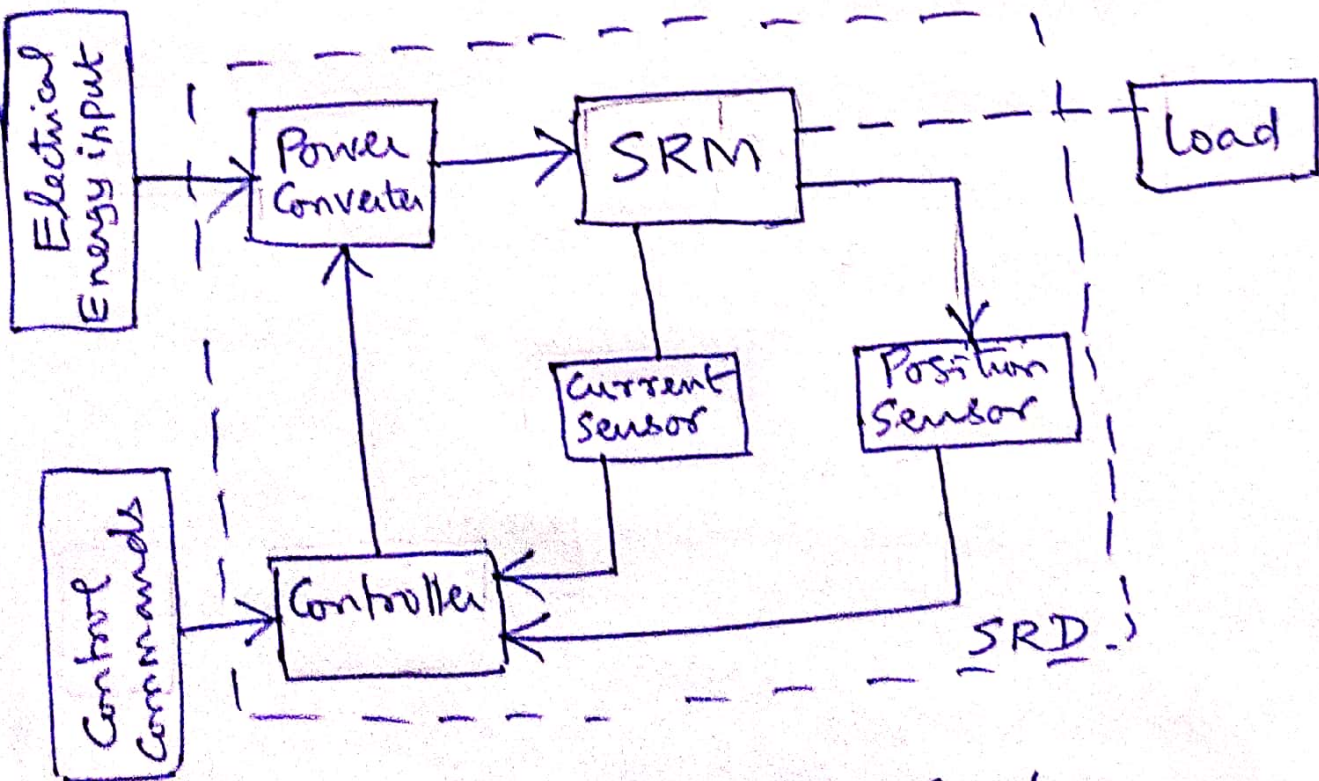 Electrical
Energy input
Power
Converter
SRM
Load
Current
Sensor
Position
Sensor
Control
Commands
Controller
SRD.